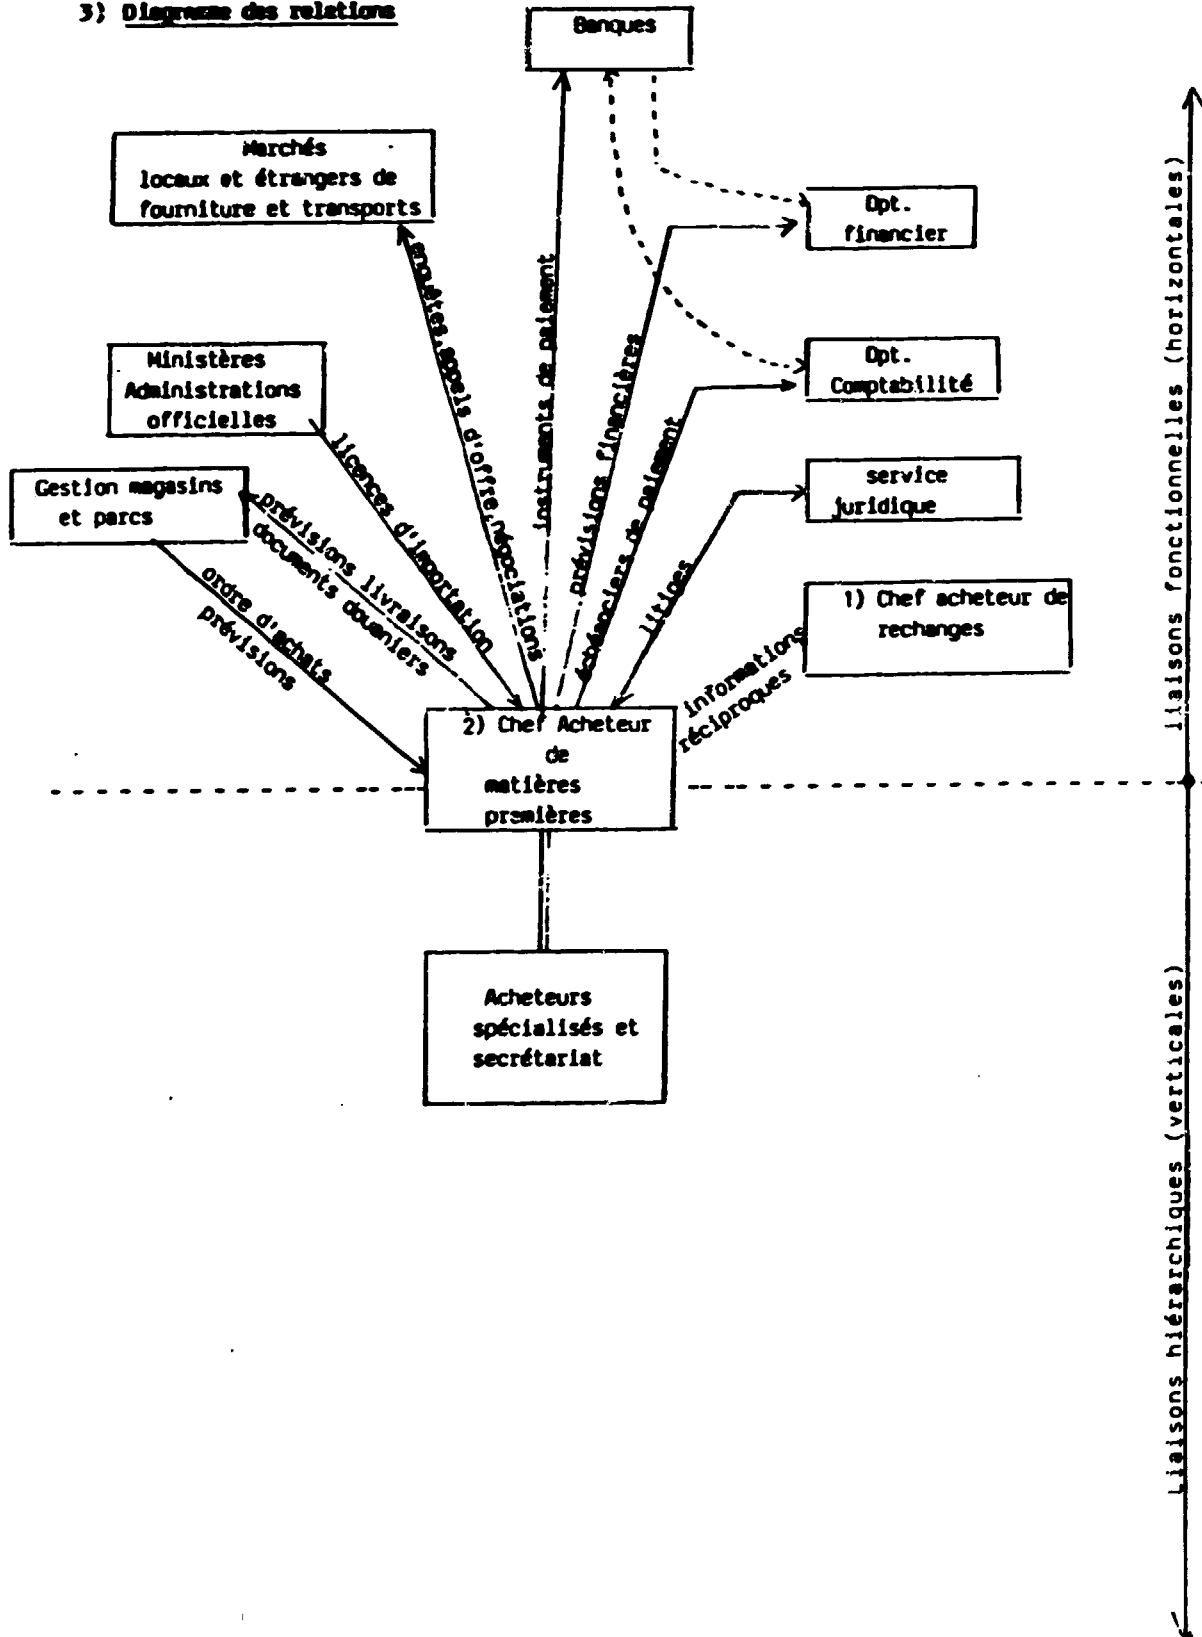 3) Diagramme des relations
Banques
Marchés
locaux et étrangers de
fourniture et transports
Dpt.
financier
Ministères
Administrations
officielles
Dpt.
Comptabilité
Gestion magasins
et parcs
service
juridique
1) Chef acheteur de
rechanges
ordre d'achats
prévisions
prévisions livraisons
documents douaniers
licences d'importation
enquêtes, appels d'offre, négociations
instruments de paiement
prévisions financières
échéanciers de paiement
litiges
informations
réciproques
2) Chef Acheteur
de
matières
premières
Acheteurs
spécialisés et
secrétariat
liaisons fonctionnelles (horizontales)
Liaisons hiérarchiques (verticales)